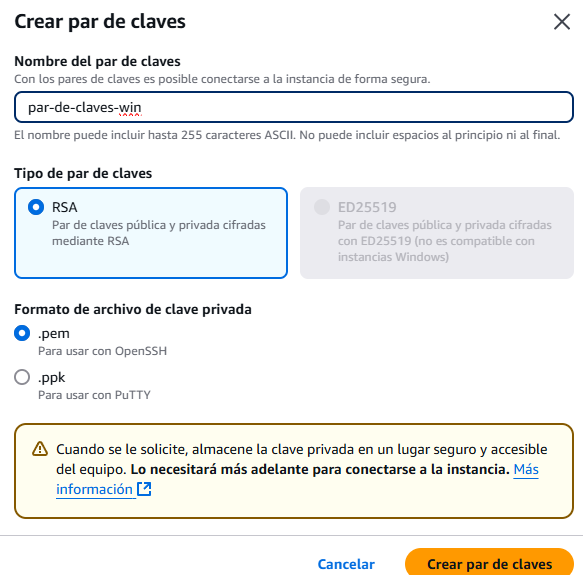 Crear par de claves
Nombre del par de claves
Con los pares de claves es posible conectarse a la instancia de forma segura.
par-de-claves-win
El nombre puede incluir hasta 255 caracteres ASCII. No puede incluir espacios al principio ni al final.
Tipo de par de claves
RSA
Par de claves pública y privada cifradas
mediante RSA
ED25519
Par de claves pública y privada cifradas
con ED25519 (no es compatible con
instancias Windows)
Formato de archivo de clave privada
.pem
Para usar con OpenSSH
.ppk
Para usar con PuTTY
Cuando se le solicite, almacene la clave privada en un lugar seguro y accesible
del equipo. Lo necesitará más adelante para conectarse a la instancia. Más
información
Cancelar
Crear par de claves